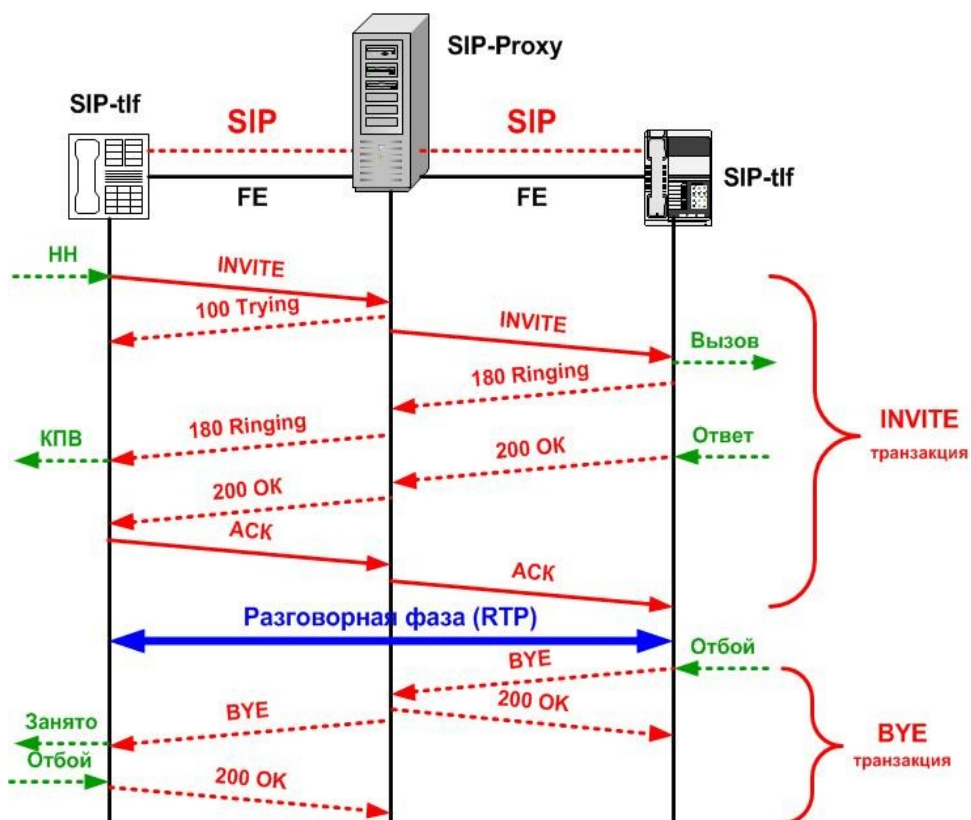 SIP-Proxy
SIP-tlf
SIP
SIP
SIP-tlf
FE
FE
НН
INVITE
100 Trying
INVITE
Вызов
180 Ringing
INVITE
транзакция
КПВ
180 Ringing
Ответ
200 OK
200 OK
ACK
ACK
Разговорная фаза (RTP)
Отбой
BYE
200 OK
BYE
Занято
BYE
транзакция
Отбой
200 OK